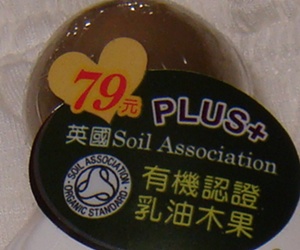 79元
PLUS+
英國Soil Association
SOIL ASSOCIATION
ORGANIC STANDARD
有機認證
乳油木果